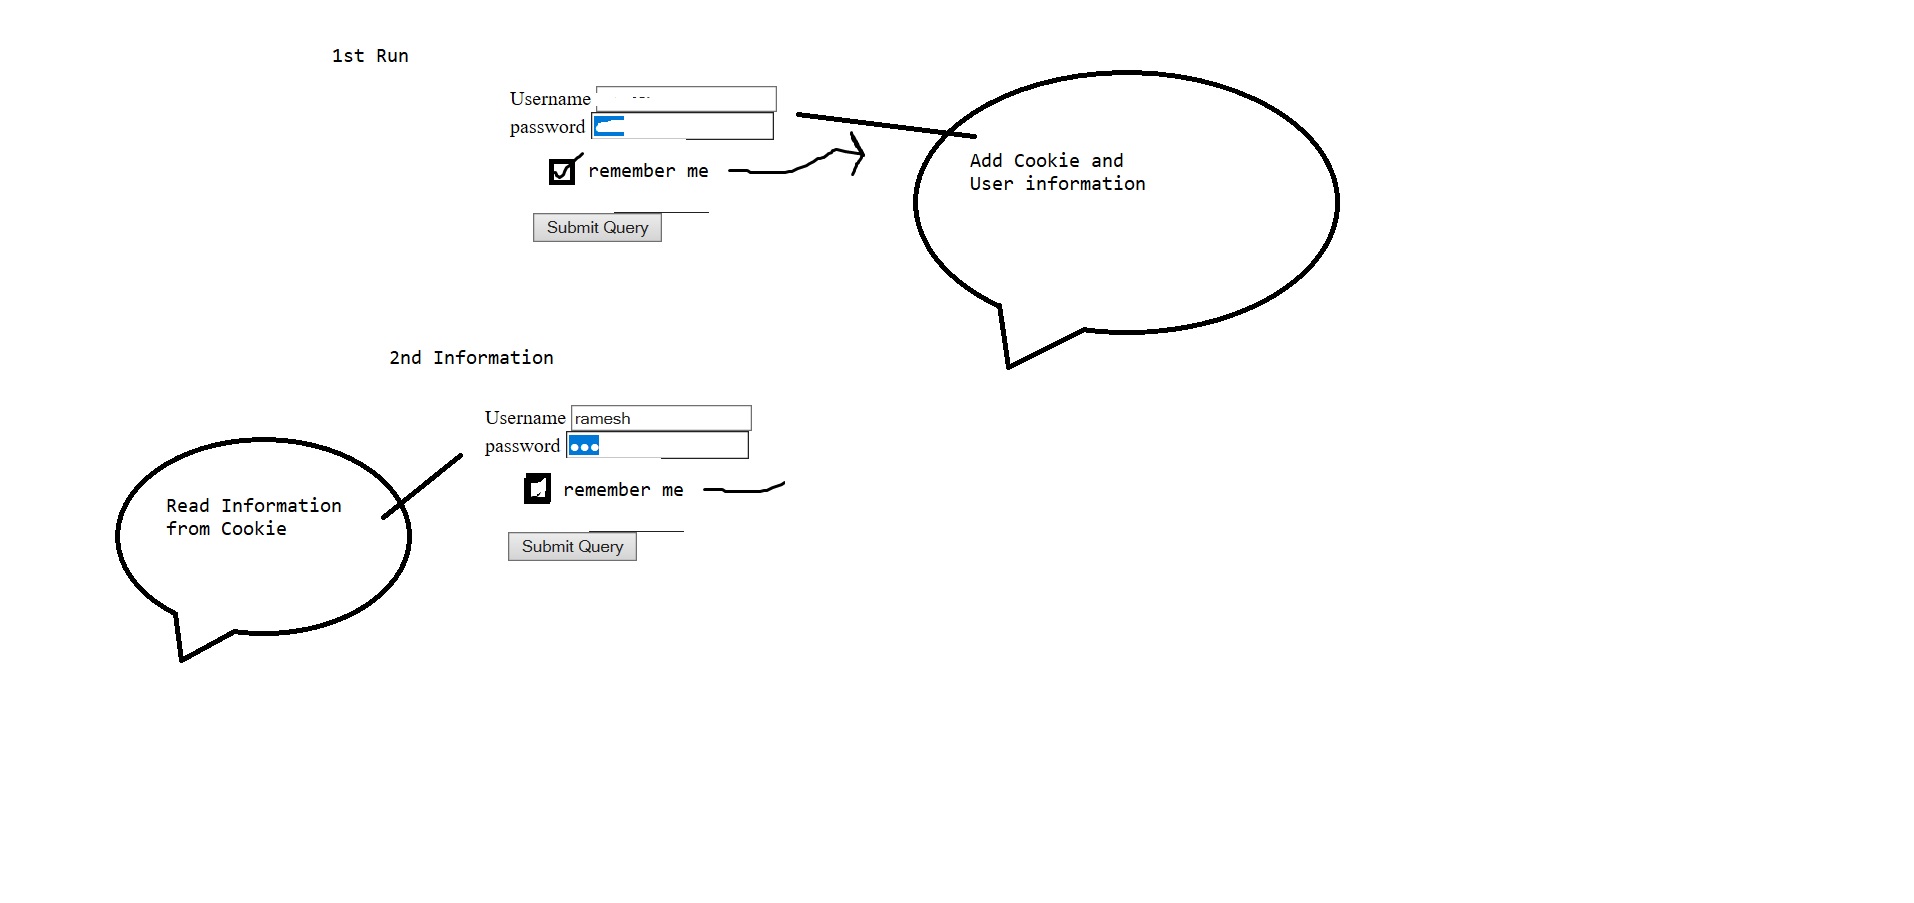 1st Run
Username
password
remember me
Submit Query
Add Cookie and
User information
2nd Information
Username ramesh
password
remember me
Submit Query
Read Information
from Cookie